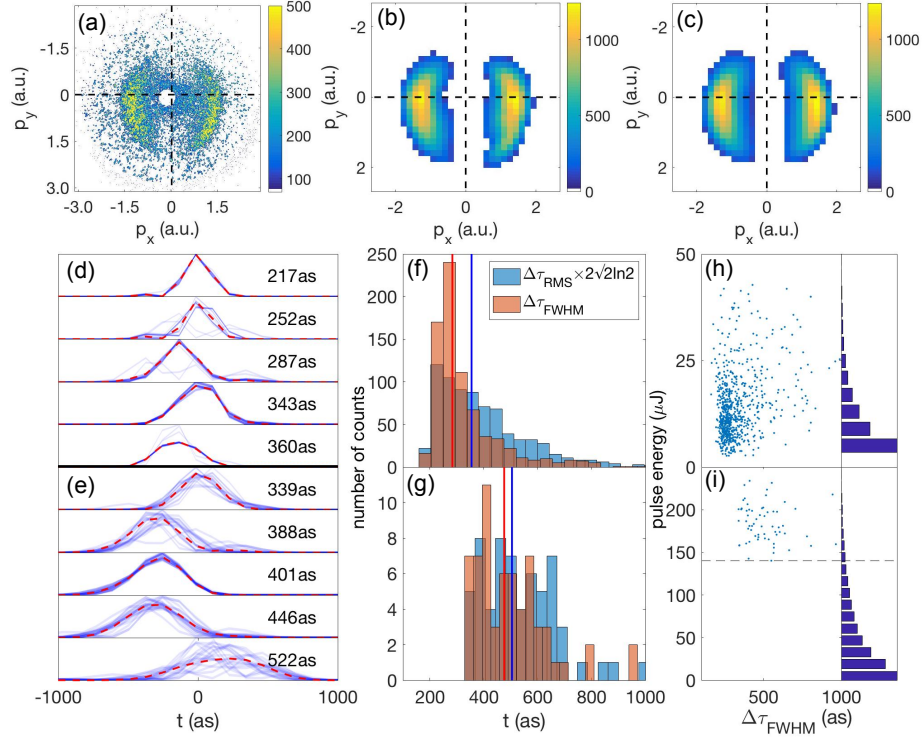 (a)
-1.5
0
1.5
3.0
p_y (a.u.)
-3.0
-1.5
0
1.5
p_x (a.u.)
500
400
300
200
100
(b)
-2
0
2
p_y (a.u.)
-2
0
2
p_x (a.u.)
1000
500
0
(c)
-2
0
2
p_y (a.u.)
-2
0
2
p_x (a.u.)
1000
500
0
(d)
217as
252as
287as
343as
360as
(e)
339as
388as
401as
446as
522as
-1000
0
1000
t (as)
(f)
250
200
150
100
50
0
Δτ_RMS×2√2ln2
Δτ_FWHM
number of counts
(g)
10
8
6
4
2
0
200
400
600
800
1000
t (as)
(h)
50
25
0
pulse energy (μJ)
(i)
200
150
100
50
0
500
1000
Δτ_FWHM (as)